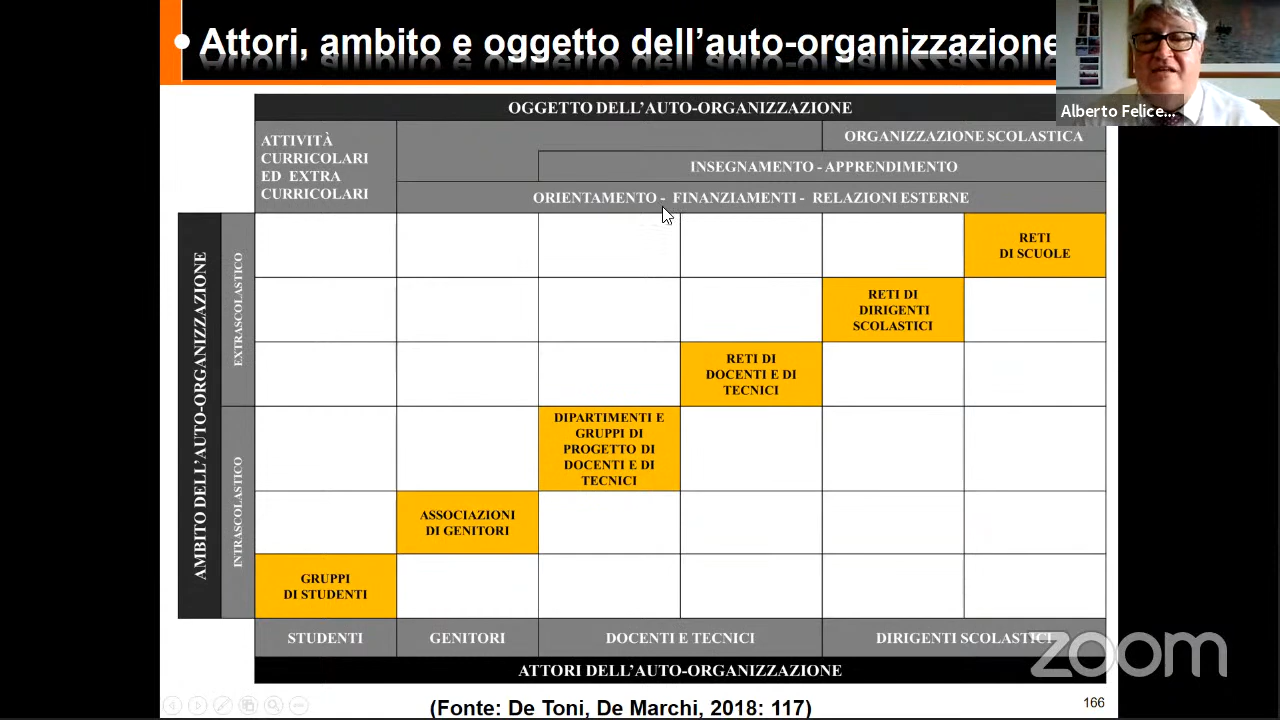 Attori, ambito e oggetto dell'auto-organizzazione
Alberto Felice...
OGGETTO DELL'AUTO-ORGANIZZAZIONE
ATTIVITÀ
CURRICOLARI
ED EXTRA
CURRICOLARI
ORGANIZZAZIONE SCOLASTICA
INSEGNAMENTO - APPRENDIMENTO
ORIENTAMENTO - FINANZIAMENTI - RELAZIONI ESTERNE
AMBITO DELL'AUTO-ORGANIZZAZIONE
EXTRASCOLASTICO
INTRASCOLASTICO
RETI
DI SCUOLE
RETI DI
DIRIGENTI
SCOLASTICI
RETI DI
DOCENTI E DI
TECNICI
DIPARTIMENTI E
GRUPPI DI
PROGETTO DI
DOCENTI E DI
TECNICI
ASSOCIAZIONI
DI GENITORI
GRUPPI
DI STUDENTI
STUDENTI
GENITORI
DOCENTI E TECNICI
DIRIGENTI SCOLASTICI
ATTORI DELL'AUTO-ORGANIZZAZIONE
zoom
(Fonte: De Toni, De Marchi, 2018: 117)
166